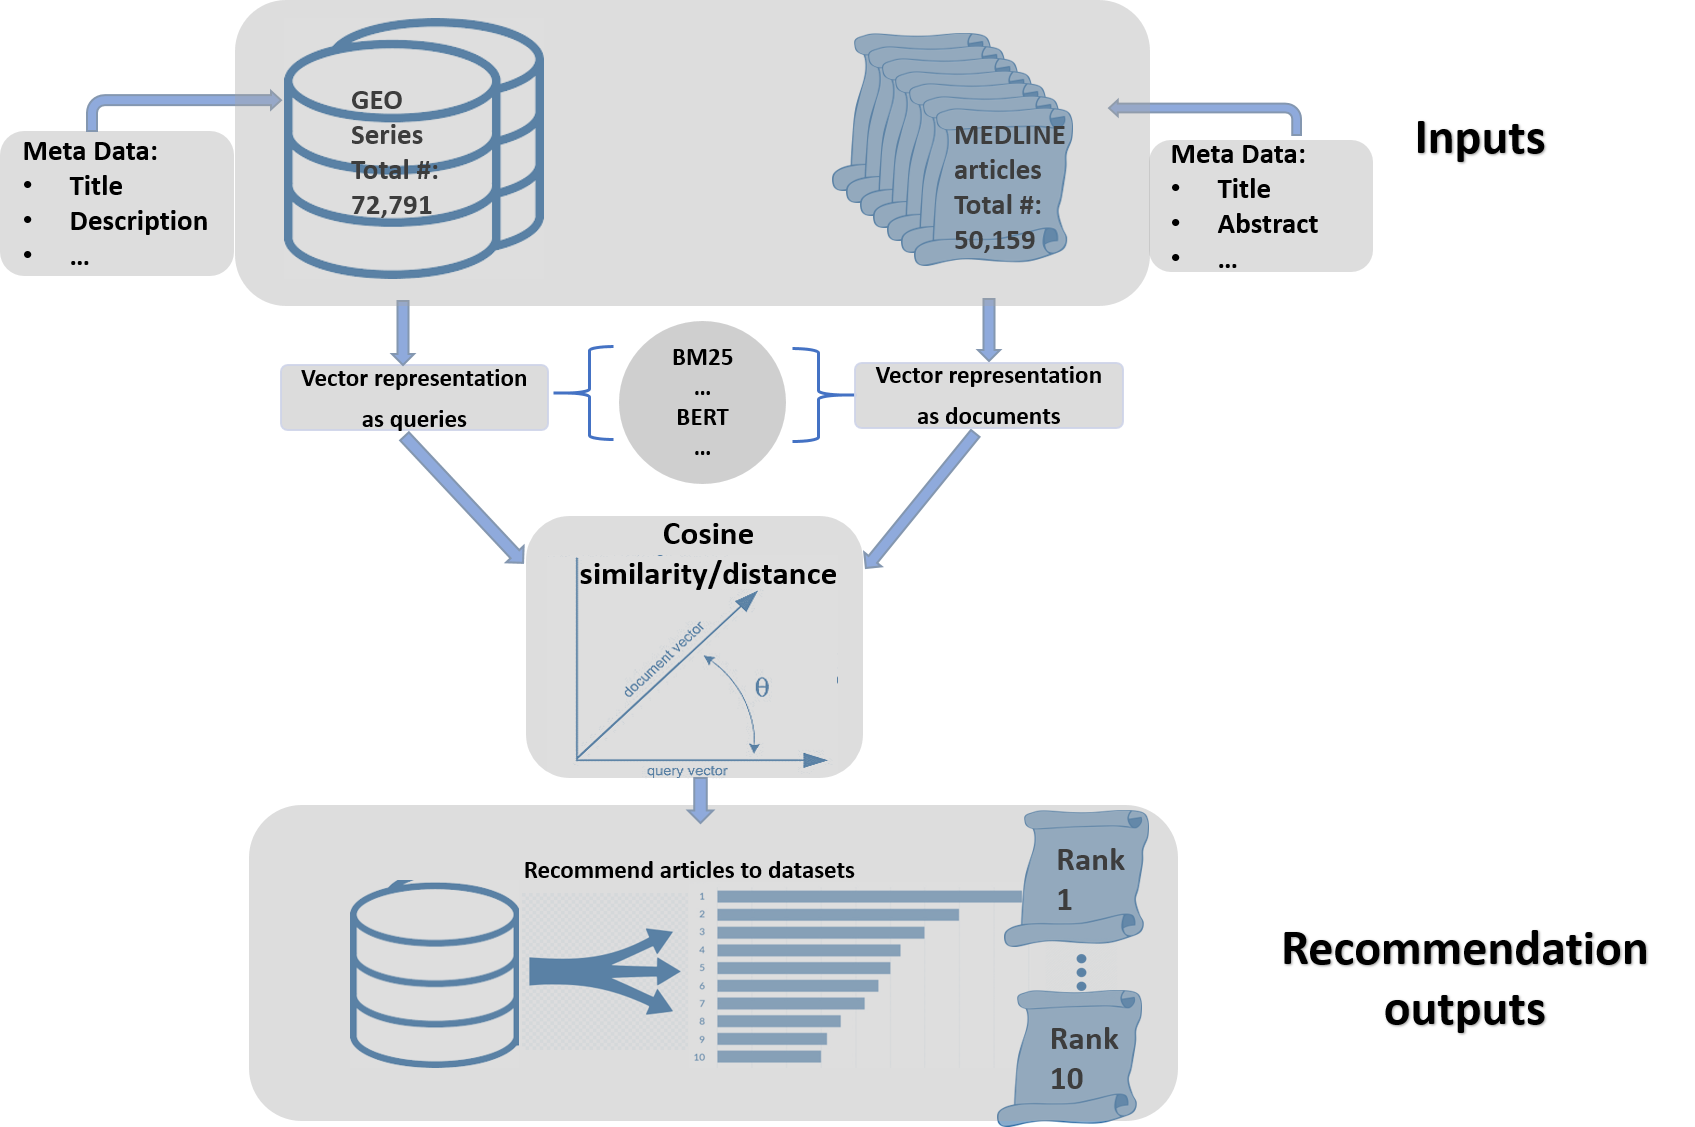 GEO
Series
Total #:
72,791
MEDLINE
articles
Total #:
50,159
Inputs
Meta Data:
• Title
• Description
• ...
Meta Data:
• Title
• Abstract
• ...
Vector representation
as queries
BM25
...
BERT
...
Vector representation
as documents
Cosine
similarity/distance
document vector
θ
query vector
Recommend articles to datasets
1
2
3
4
5
6
7
8
9
10
Rank
1
Rank
10
Recommendation
outputs